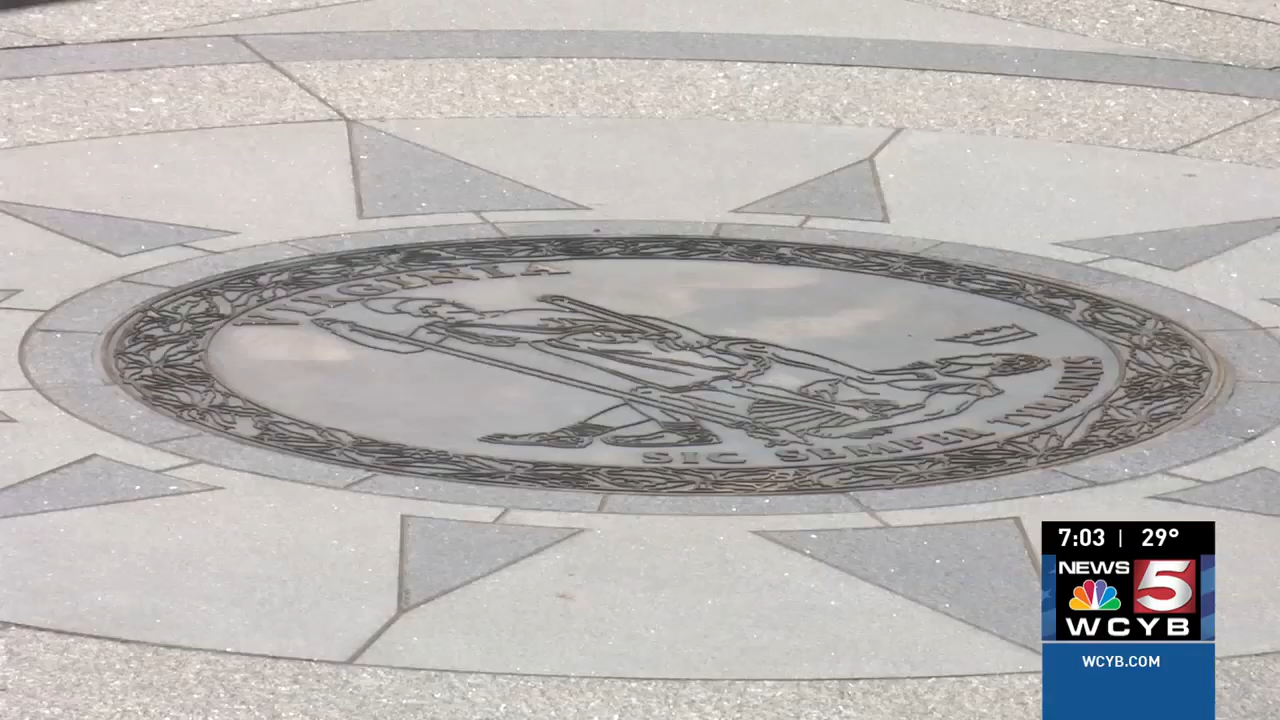 VIRGINIA
SIC SEMPER TYRANNIS
7:03 | 29°
NEWS 5
WCYB
WCYB.COM